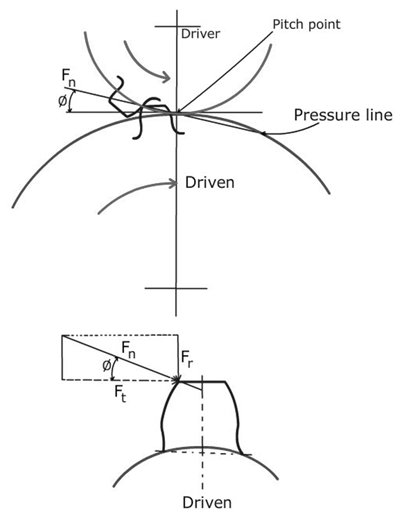 Driver
Pitch point
Fn
Ø
Pressure line
Driven
Fn
Fr
Ø
Ft
Driven